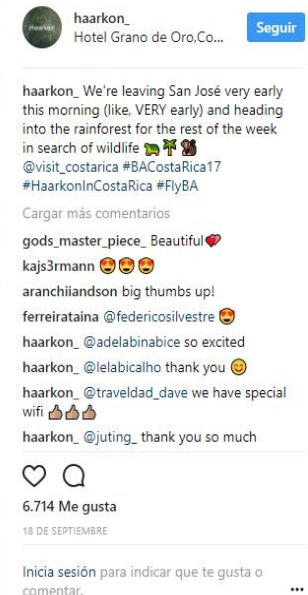 haarkon_
Hotel Grano de Oro,Co...
Seguir
haarkon_ We're leaving San José very early
this morning (like, VERY early) and heading
into the rainforest for the rest of the week
in search of wildlife 🐅🌴🐒
@visit_costarica #BACostaRica17
#HaarkonInCostaRica #FlyBA
Cargar más comentarios
gods_master_piece_ Beautiful💕
kajs3rmann 😍😍😍
aranchiiandson big thumbs up!
ferreirataina @federicosilvestre 😍
haarkon_ @adelabinabice so excited
haarkon_ @lelabicalho thank you 😊
haarkon_ @traveldad_dave we have special
wifi 👍🏽👍🏽👍🏽
haarkon_ @juting_ thank you so much
6.714 Me gusta
18 DE SEPTIEMBRE
Inicia sesión para indicar que te gusta o
comentar.